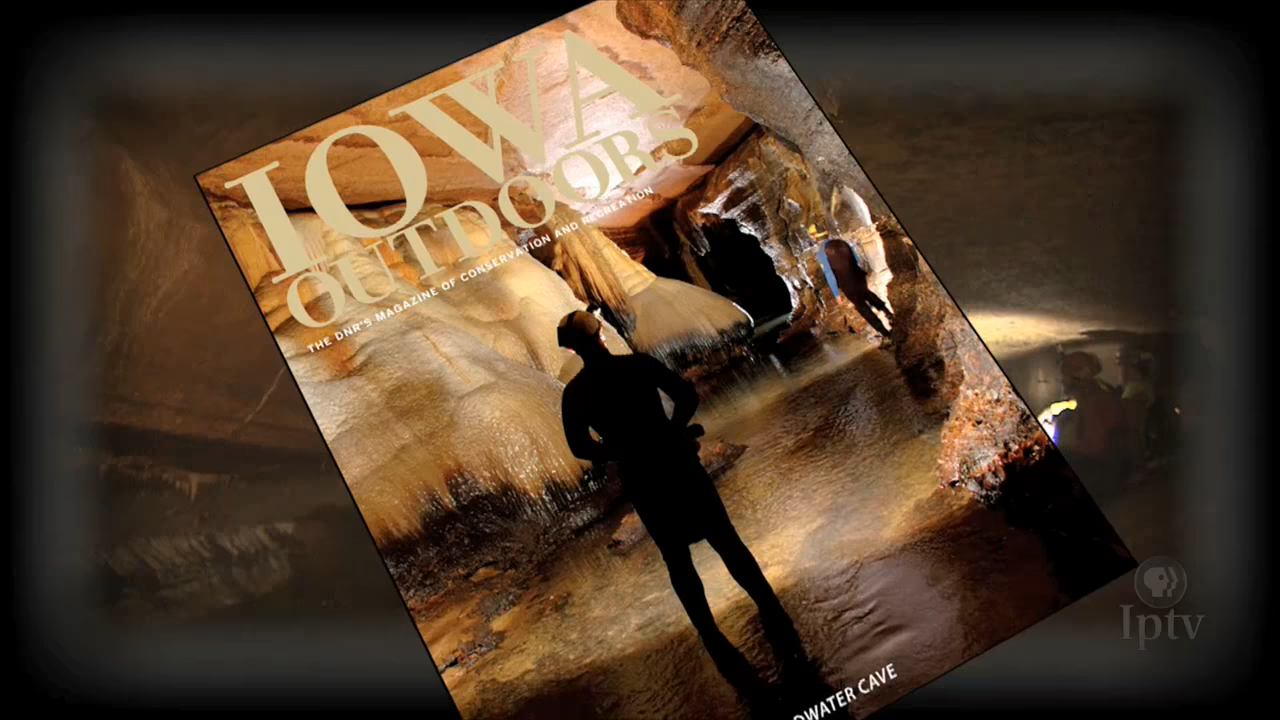 IOWA
OUTDOORS
THE DNR'S MAGAZINE OF CONSERVATION AND RECREATION
DWATER CAVE
Iptv